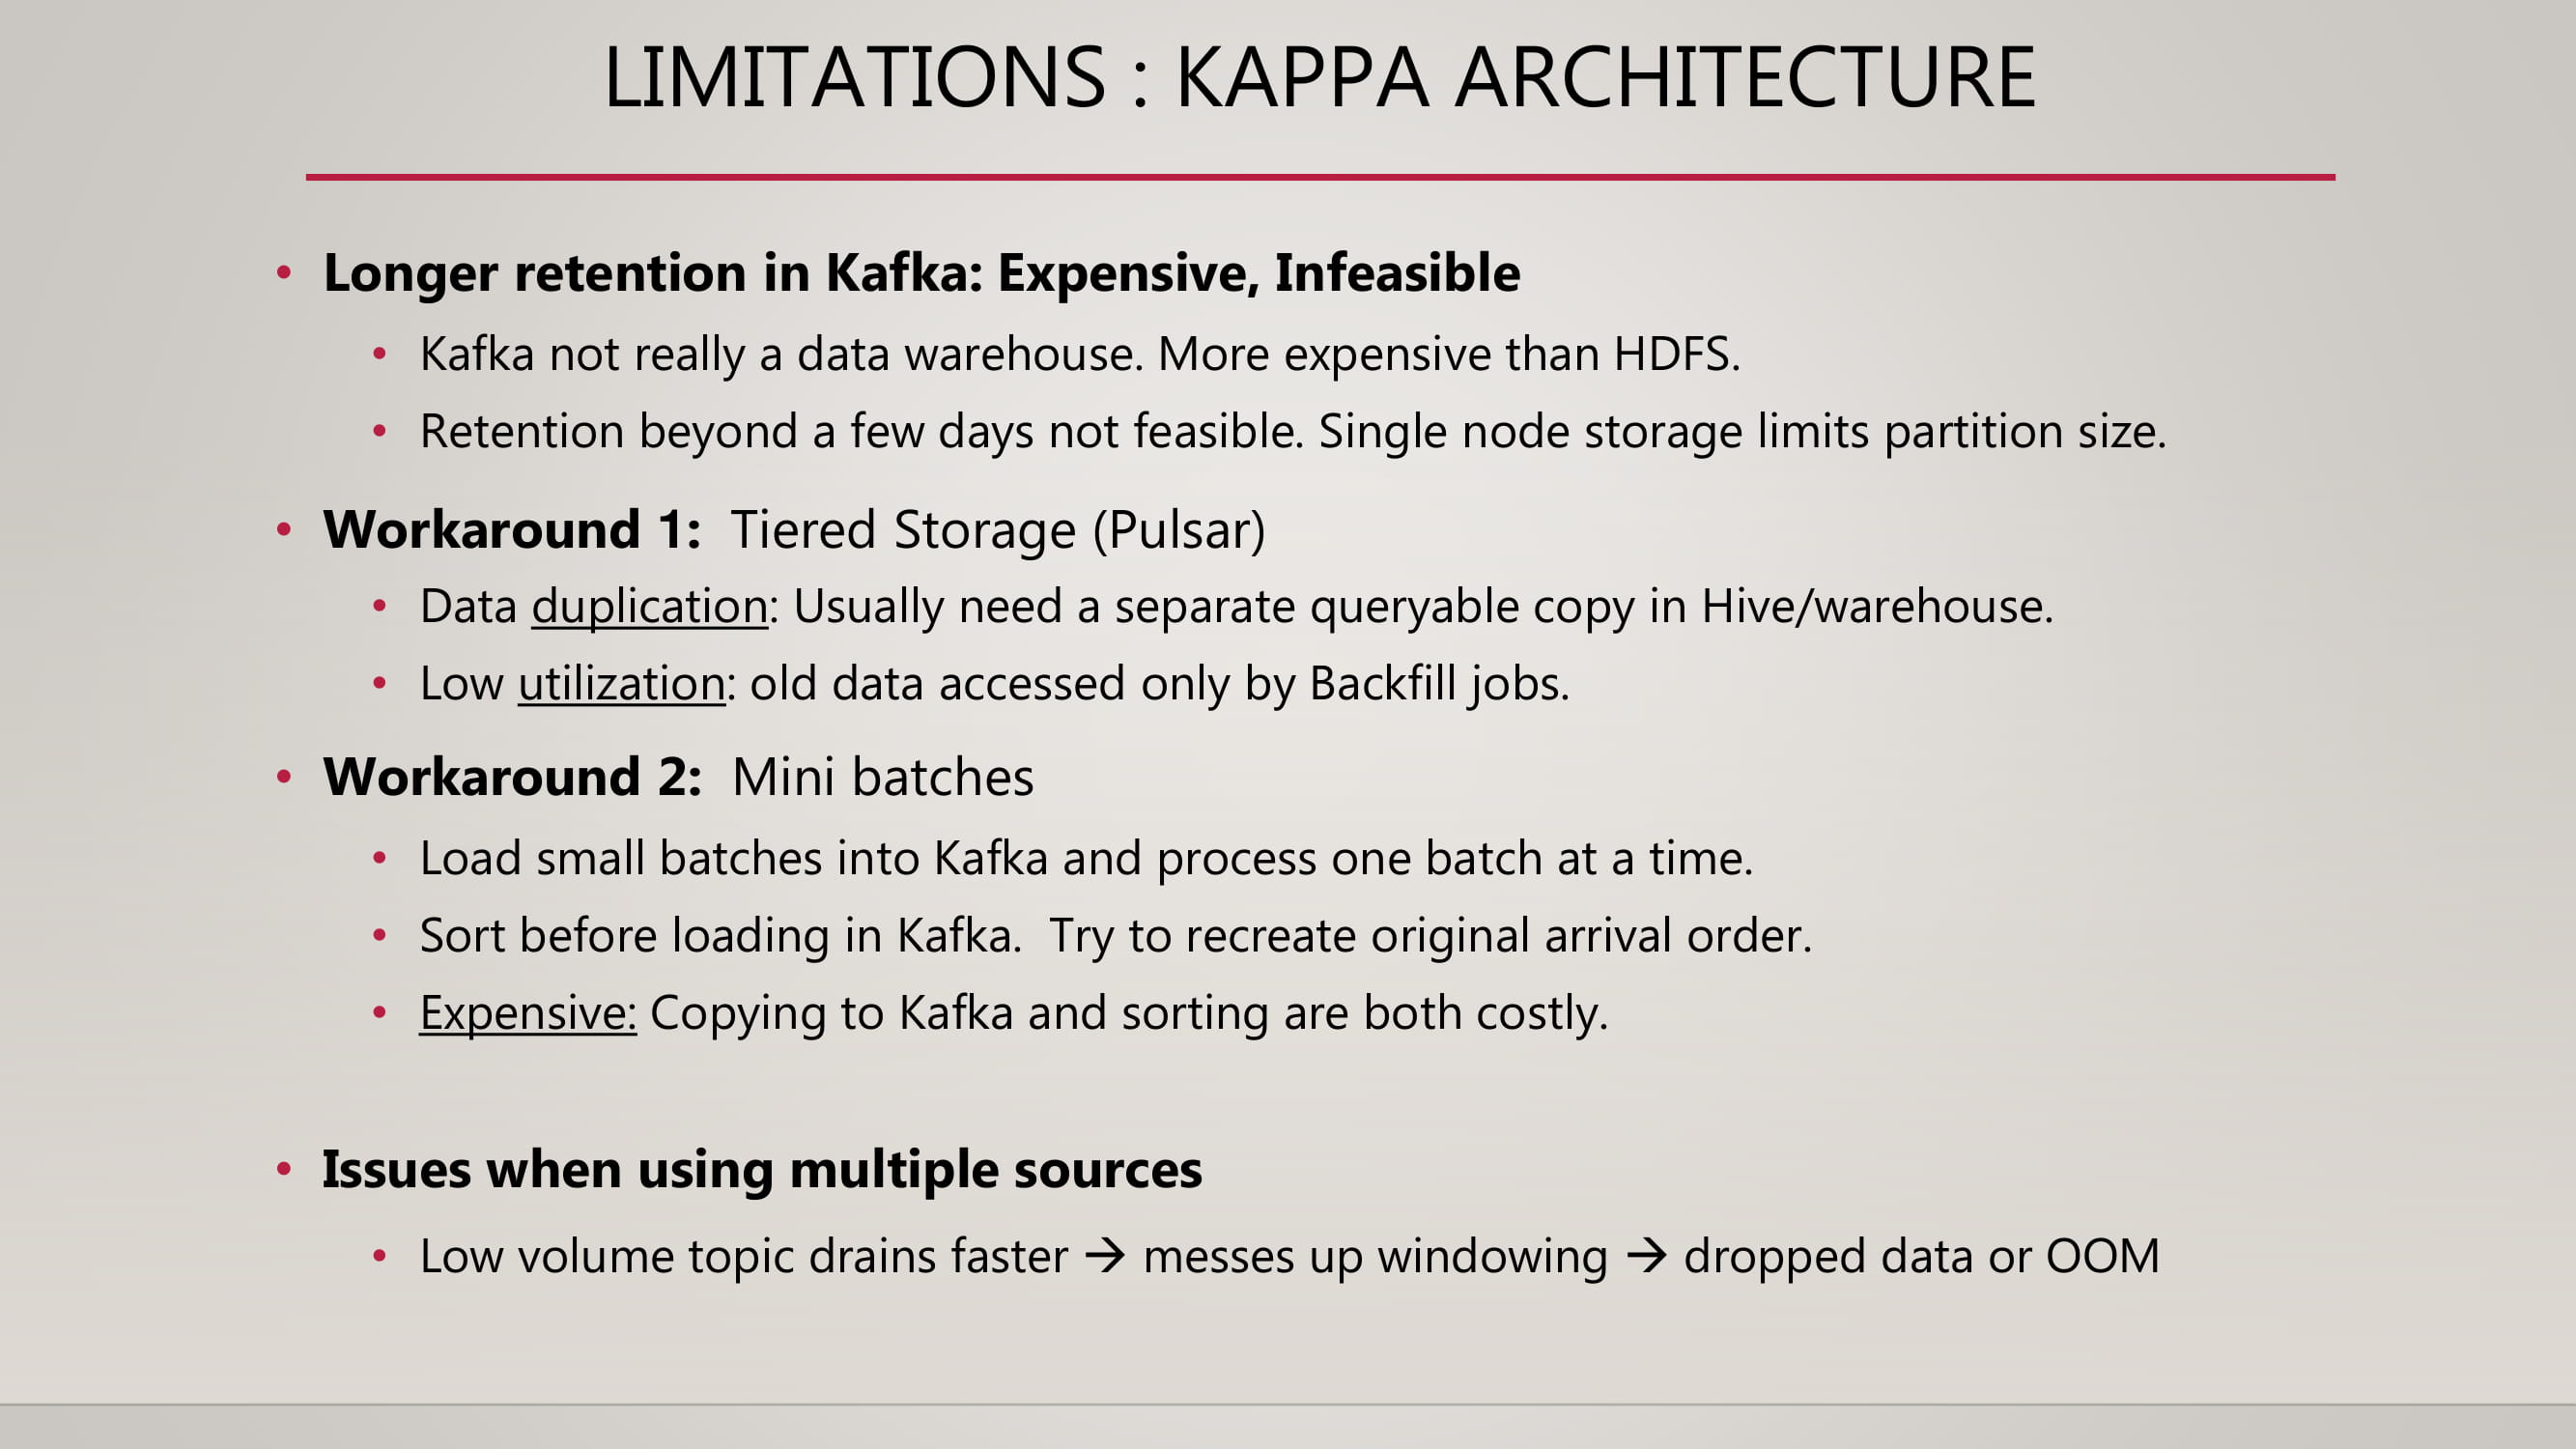 LIMITATIONS : KAPPA ARCHITECTURE
• Longer retention in Kafka: Expensive, Infeasible
• Kafka not really a data warehouse. More expensive than HDFS.
• Retention beyond a few days not feasible. Single node storage limits partition size.
• Workaround 1: Tiered Storage (Pulsar)
• Data duplication: Usually need a separate queryable copy in Hive/warehouse.
• Low utilization: old data accessed only by Backfill jobs.
• Workaround 2: Mini batches
• Load small batches into Kafka and process one batch at a time.
• Sort before loading in Kafka. Try to recreate original arrival order.
• Expensive: Copying to Kafka and sorting are both costly.
• Issues when using multiple sources
• Low volume topic drains faster → messes up windowing → dropped data or OOM